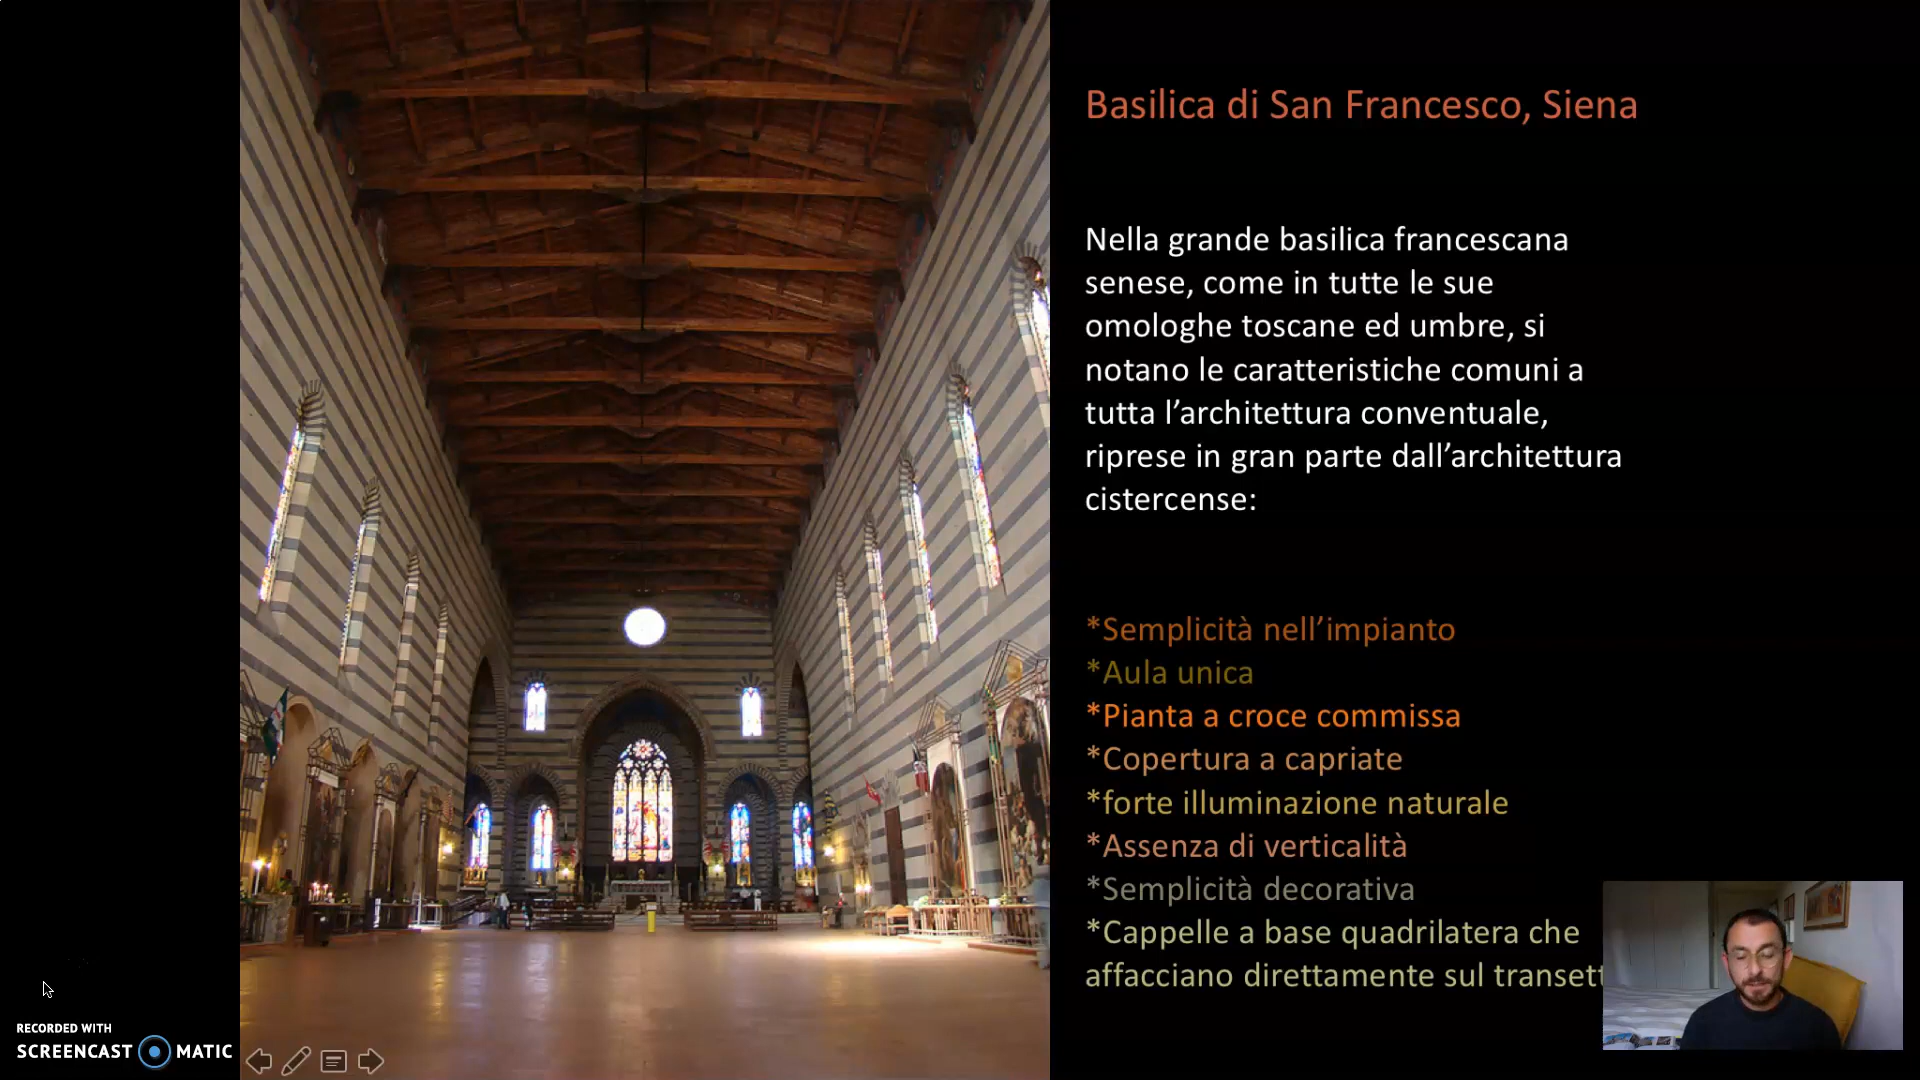 Basilica di San Francesco, Siena
Nella grande basilica francescana
senese, come in tutte le sue
omologhe toscane ed umbre, si
notano le caratteristiche comuni a
tutta l’architettura conventuale,
riprese in gran parte dall’architettura
cistercense:
*Semplicità nell’impianto
*Aula unica
*Pianta a croce commissa
*Copertura a capriate
*forte illuminazione naturale
*Assenza di verticalità
*Semplicità decorativa
*Cappelle a base quadrilatera che
affacciano direttamente sul
RECORDED WITH
SCREENCAST MATIC